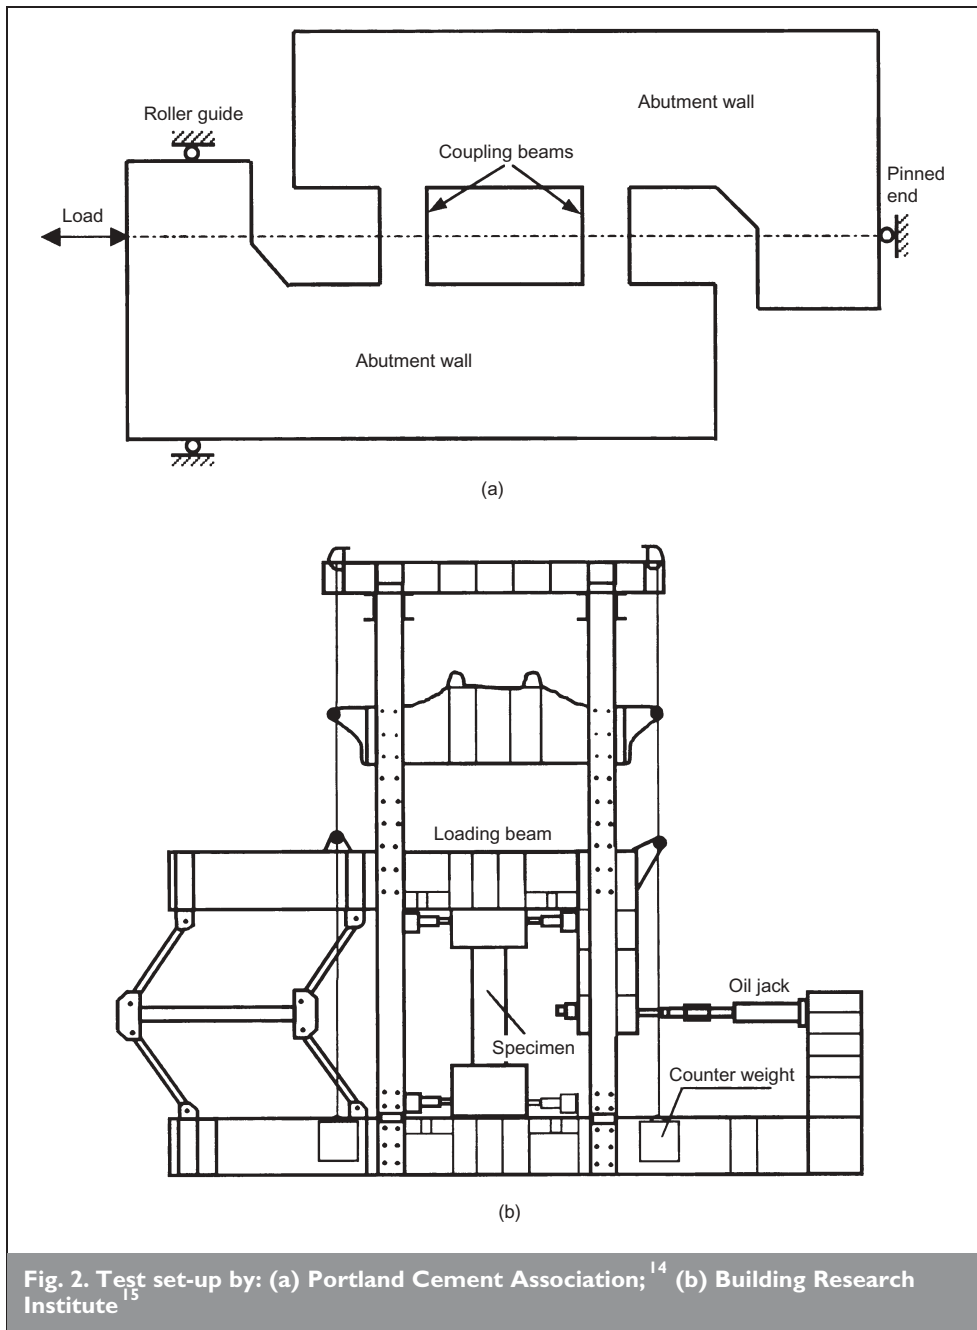 Abutment wall
Roller guide
Coupling beams
Pinned
end
Load
Abutment wall
(a)
Loading beam
Oil jack
Specimen
Counter weight
(b)
Fig. 2. Test set-up by: (a) Portland Cement Association;14 (b) Building Research
Institute15